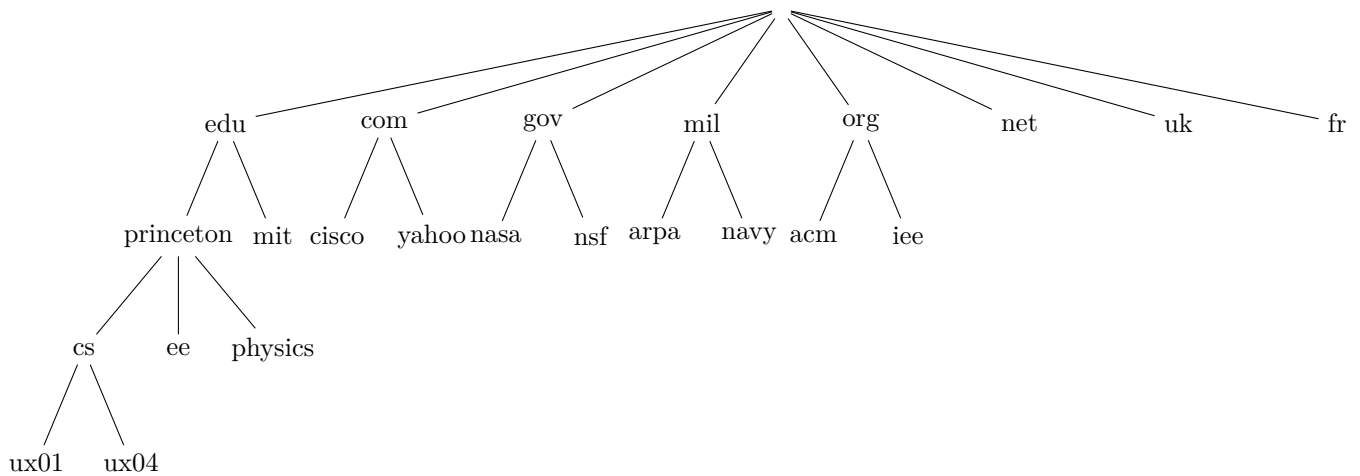 edu com gov mil org net uk fr
princeton mit cisco yahoo nasa nsf arpa navy acm iee
cs ee physics
ux01 ux04